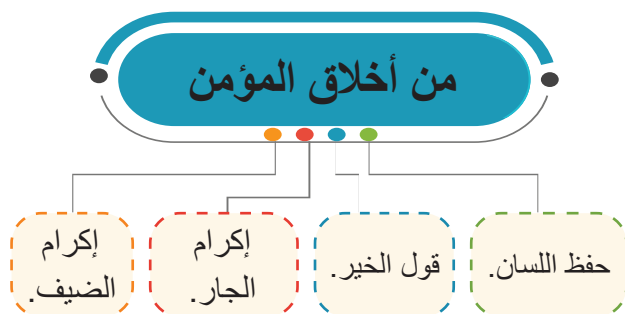 من أخلاق المؤمن
حفظ اللسان.
قول الخير.
إكرام
الجار.
إكرام
الضيف.